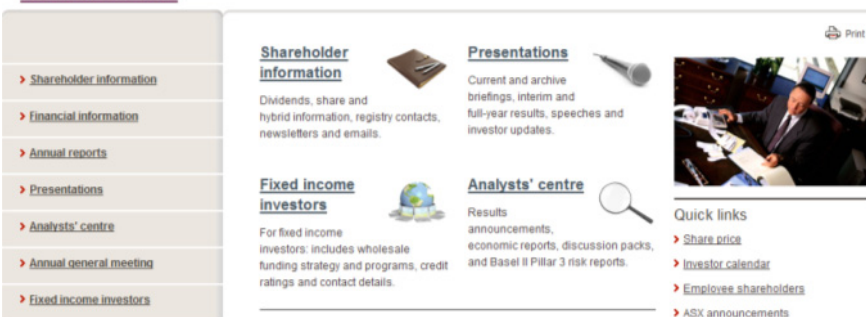 Print
Shareholder information
Financial information
Annual reports
Presentations
Analysts' centre
Annual general meeting
Fixed income investors
Shareholder
information
Dividends, share and
hybrid information, registry contacts,
newsletters and emails.
Presentations
Current and archive
briefings, interim and
full-year results, speeches and
investor updates.
Fixed income
investors
For fixed income
investors: includes wholesale
funding strategy and programs, credit
ratings and contact details.
Analysts' centre
Results
announcements,
economic reports, discussion packs,
and Basel II Pillar 3 risk reports.
Quick links
Share price
Investor calendar
Employee shareholders
ASX announcements